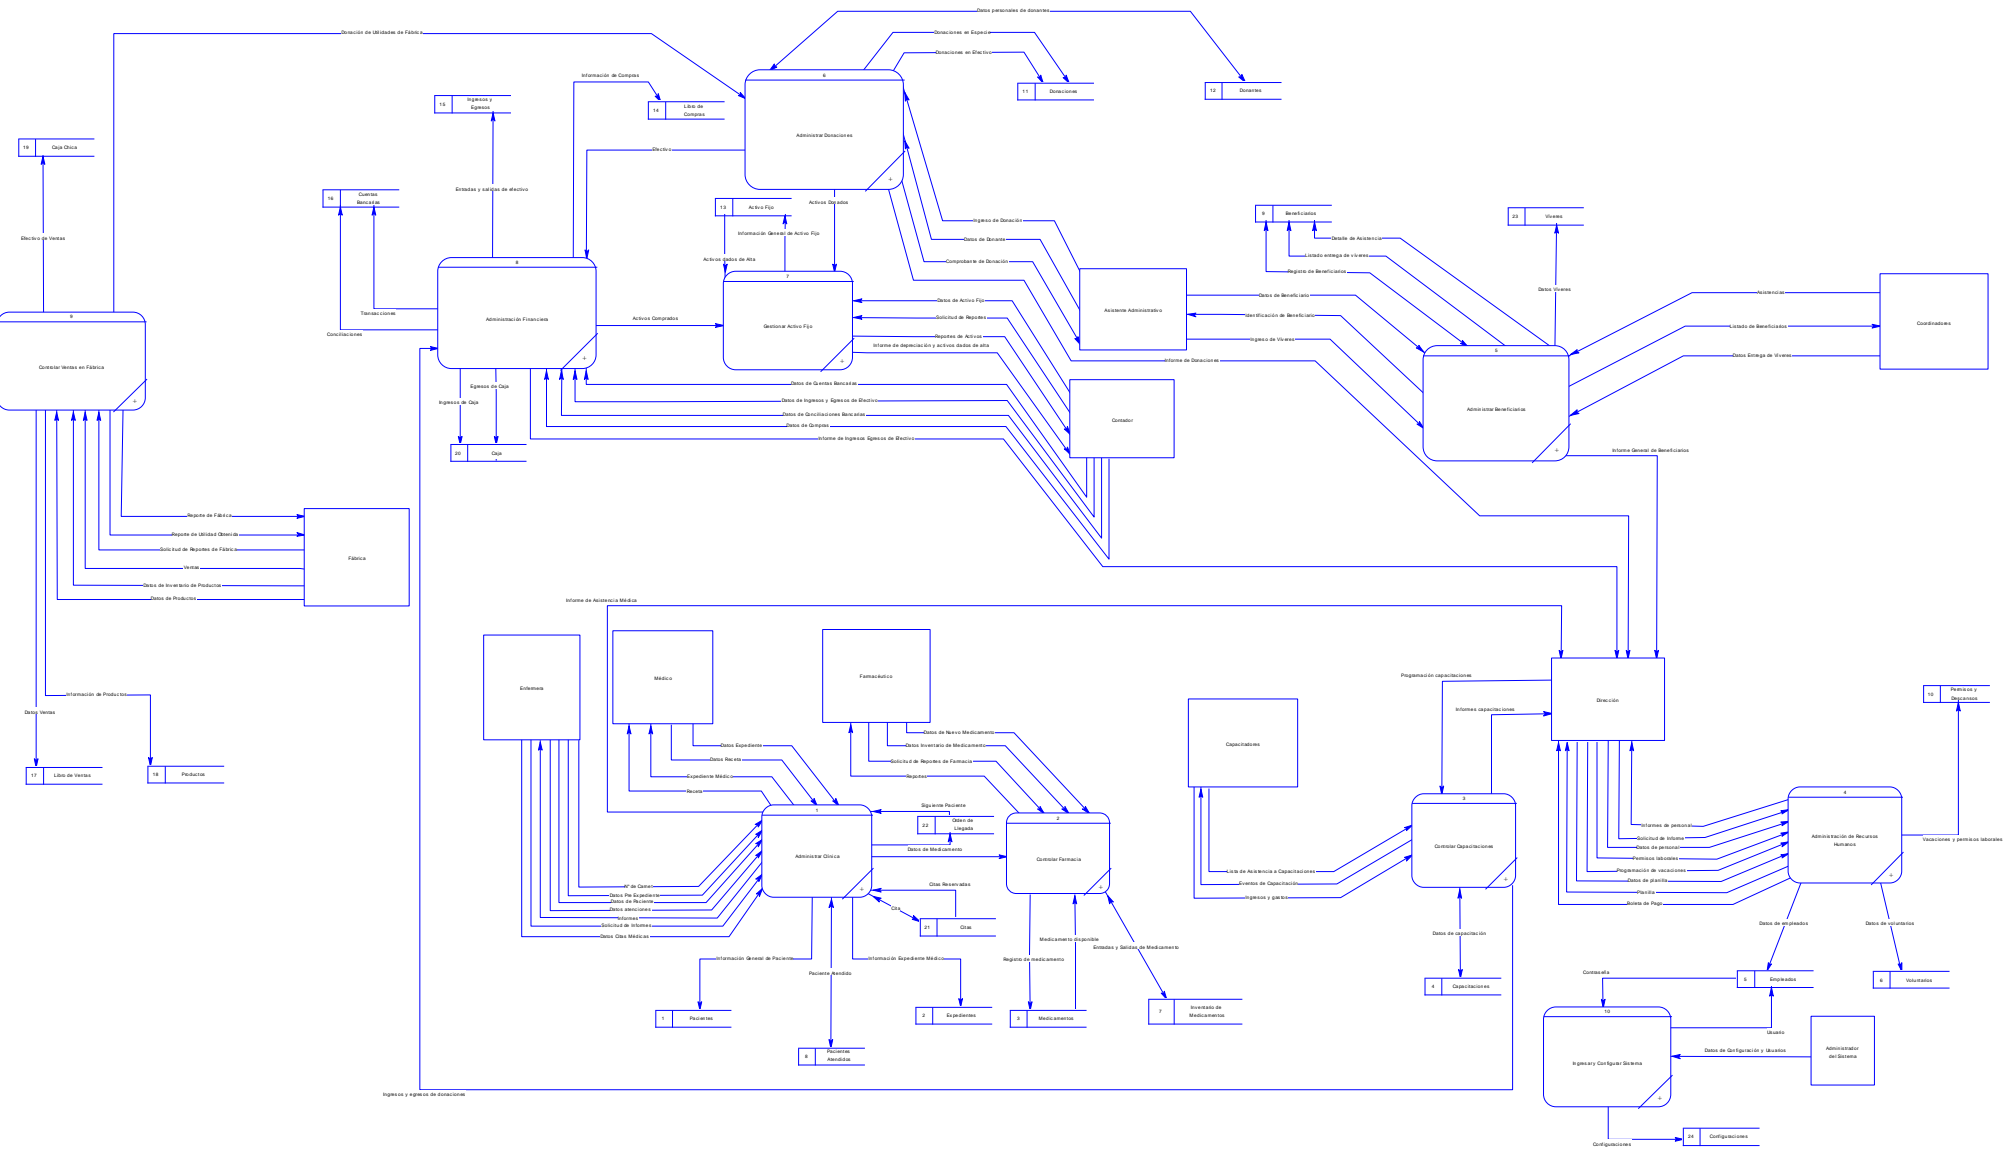 Datos personales de donantes
Donación de Utilidades de Fábrica
Donaciones en Especie
Donaciones en Efectivo
6
Administrar Donaciones
+
Información de Compras
11
Donaciones
12
Donantes
15
Ingresos y
Egresos
14
Libro de
Compras
19
Caja Chica
Efectivo
Entradas y salidas de efectivo
16
Cuentas
Bancarias
13
Activo Fijo
Activos Donados
Ingreso de Donación
9
Beneficiarios
23
Víveres
Efectivo de Ventas
Información General de Activo Fijo
Datos de Donante
Detalle de Asistencia
Listado entrega de víveres
Activos dados de Alta
Comprobante de Donación
Registro de Beneficiarios
8
Administración Financiera
+
7
Gestionar Activo Fijo
+
Datos Víveres
Datos de Activo Fijo
Datos de Beneficiario
Asistencias
Transacciones
Conciliaciones
Activos Comprados
Solicitud de Reportes
Asistente Administrativo
Identificación de Beneficiario
Listado de Beneficiarios
Coordinadores
9
Controlar Ventas en Fábrica
+
Reportes de Activos
Informe de depreciación y activos dados de alta
Ingreso de Víveres
Informe de Donaciones
5
Administrar Beneficiarios
+
Datos Entrega de Víveres
Egresos de Caja
Ingresos de Caja
Datos de Cuentas Bancarias
Datos de Ingresos y Egresos de Efectivo
Datos de Conciliaciones Bancarias
Datos de Compras
Informe de Ingresos Egresos de Efectivo
Contador
20
Caja
Informe General de Beneficiarios
Reporte de Fábrica
Reporte de Utilidad Obtenida
Solicitud de Reportes de Fábrica
Ventas
Datos de Inventario de Productos
Datos de Productos
Fábrica
Informe de Asistencia Médica
Enfermera
Médico
Farmacéutico
Programación capacitaciones
Informes capacitaciones
Dirección
10
Permisos y
Descansos
Información de Productos
Datos Ventas
17
Libro de Ventas
18
Productos
Datos Expediente
Datos Receta
Expediente Médico
Receta
Datos de Nuevo Medicamento
Datos Inventario de Medicamento
Solicitud de Reportes de Farmacia
Reportes
Capacitadores
1
Administrar Clínica
+
Siguiente Paciente
22
Orden de
Llegada
Datos de Medicamento
2
Controlar Farmacia
+
3
Controlar Capacitaciones
+
4
Administración de Recursos
Humanos
+
Informes de personal
Solicitud de Informe
Datos de personal
Permisos laborales
Programación de vacaciones
Datos de planilla
Planilla
Boleta de Pago
Vacaciones y permisos laborales
Nº de Carnet
Datos Pre Expediente
Datos de Paciente
Datos atenciones
Informes
Solicitud de Informes
Datos Citas Médicas
Citas Reservadas
Cita
21
Citas
Lista de Asistencia a Capacitaciones
Eventos de Capacitación
Ingresos y gastos
Datos de empleados
Datos de voluntarios
Datos de capacitación
Medicamento disponible
Entradas y Salidas de Medicamento
Registro de medicamento
Información General de Paciente
Paciente Atendido
Información Expediente Médico
4
Capacitaciones
Contraseña
5
Empleados
6
Voluntarios
1
Pacientes
2
Expedientes
3
Medicamentos
7
Inventario de
Medicamentos
10
Ingresar y Configurar Sistema
+
Usuario
8
Pacientes
Atendidos
Datos de Configuración y Usuarios
Administrador
del Sistema
Ingresos y egresos de donaciones
24
Configuraciones
Configuraciones